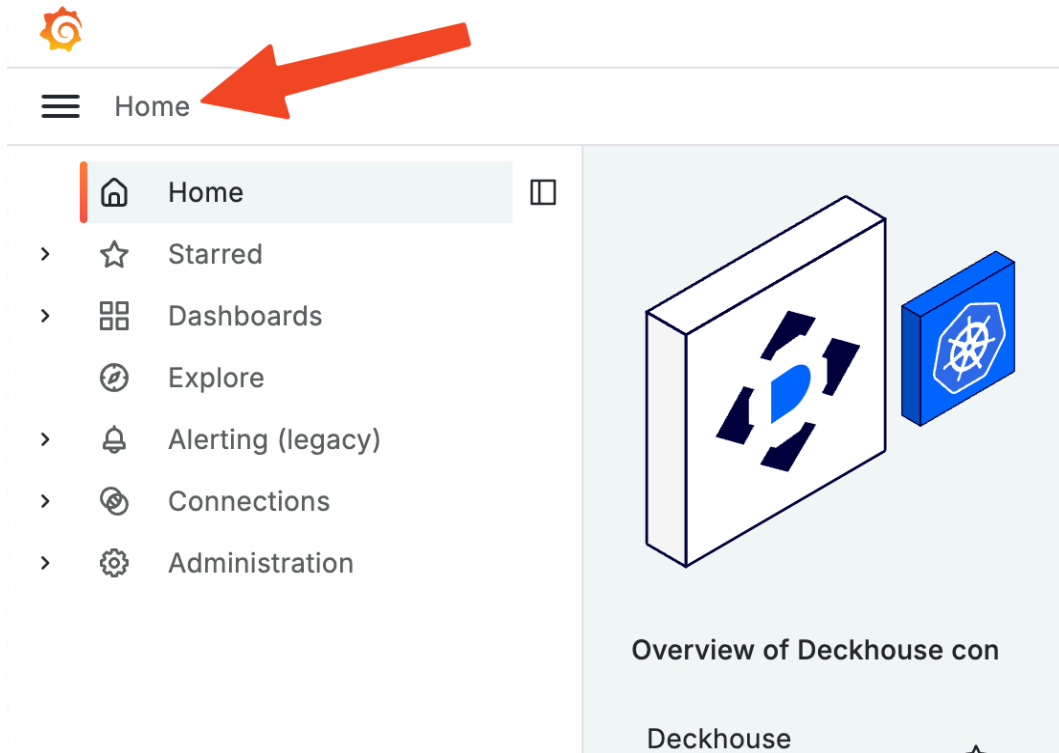 Home
Home
Starred
Dashboards
Explore
Alerting (legacy)
Connections
Administration
Overview of Deckhouse con
Deckhouse